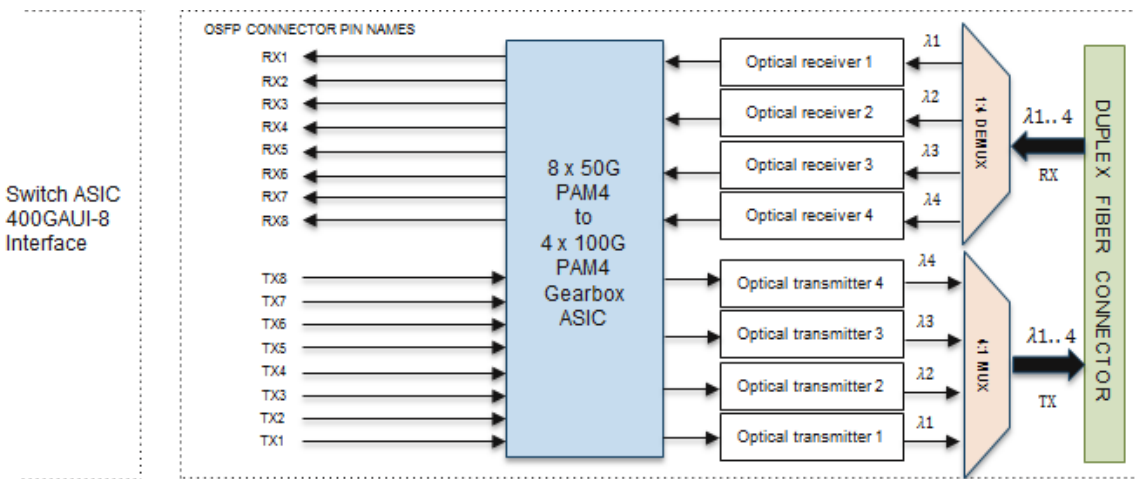 OSFP CONNECTOR PIN NAMES
RX1
RX2
RX3
RX4
RX5
RX6
RX7
RX8
TX8
TX7
TX6
TX5
TX4
TX3
TX2
TX1
Switch ASIC
400GAUI-8
Interface
8 x 50G
PAM4
to
4 x 100G
PAM4
Gearbox
ASIC
Optical receiver 1
Optical receiver 2
Optical receiver 3
Optical receiver 4
Optical transmitter 4
Optical transmitter 3
Optical transmitter 2
Optical transmitter 1
λ1
λ2
λ3
λ4
λ4
λ3
λ2
λ1
1:4 DEMUX
4:1 MUX
λ1..4
RX
λ1..4
TX
DUPLEX FIBER CONNECTOR